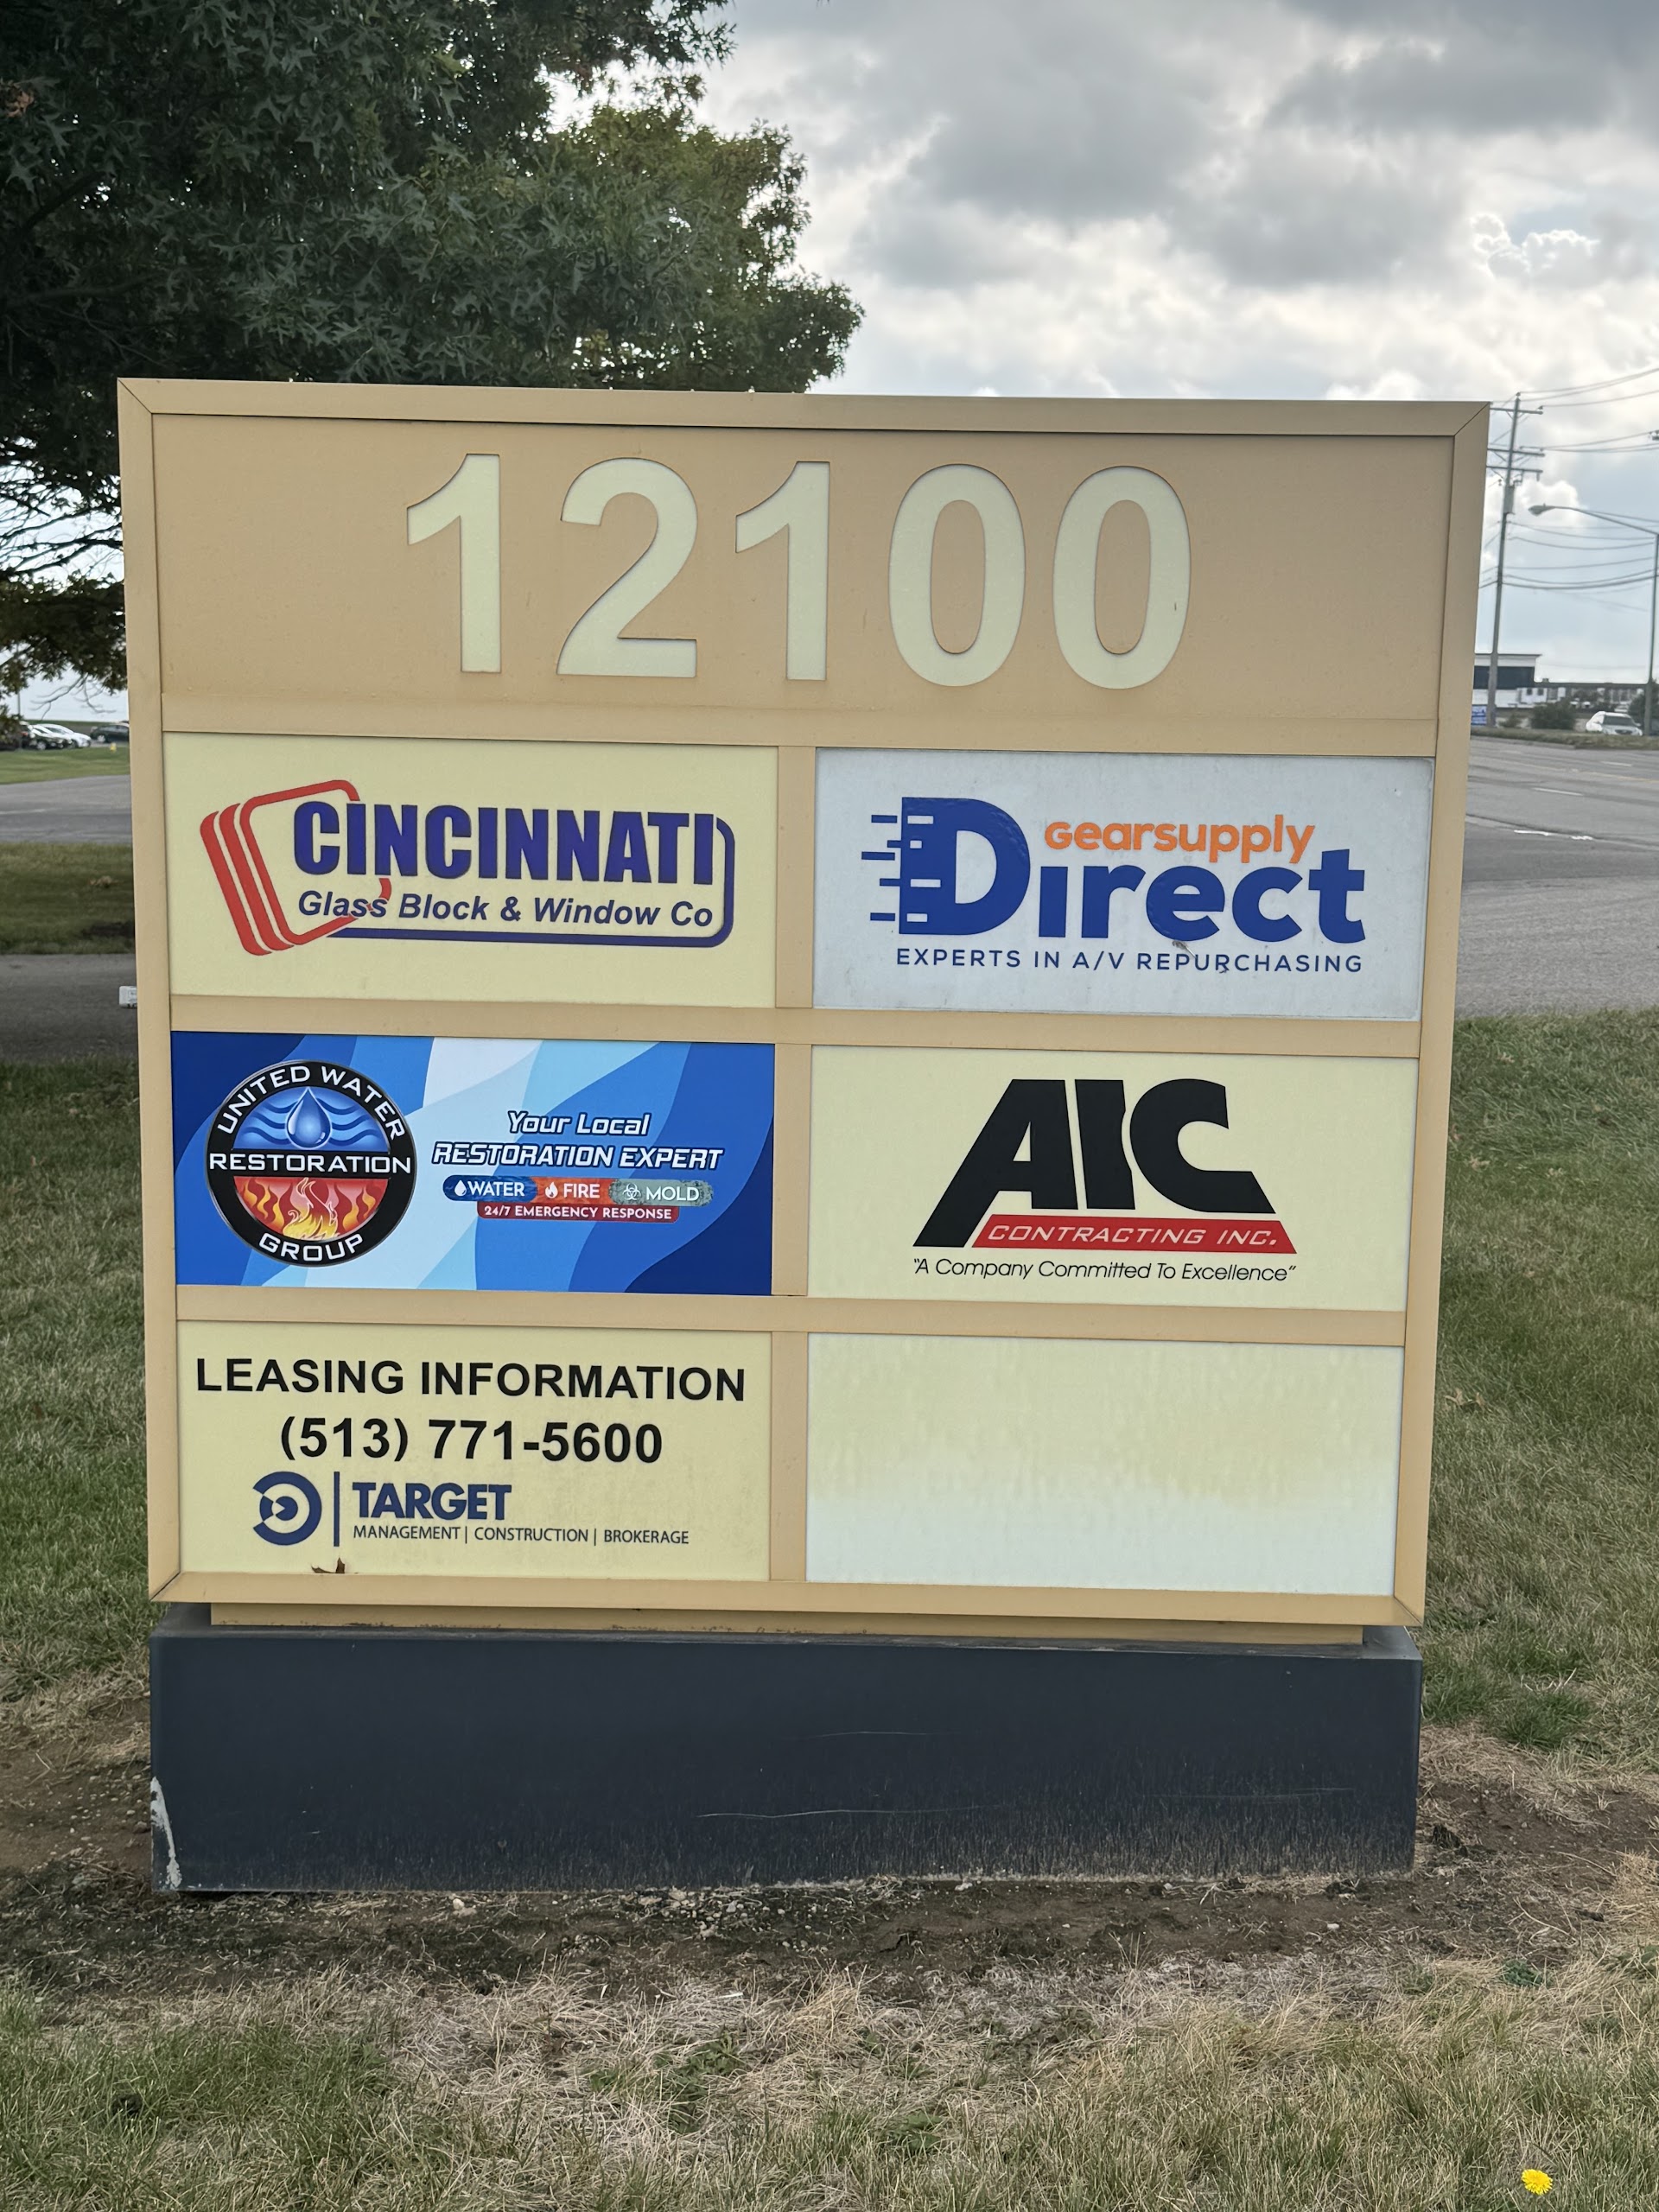 12100
CINCINNATI
Glass Block & Window Co
Gearsupply
Direct
EXPERTS IN A/V REPURCHASING
UNITED WATER
RESTORATION
GROUP
Your Local
RESTORATION EXPERT
WATER FIRE MOLD
24/7 EMERGENCY RESPONSE
AIC
CONTRACTING INC.
"A Company Committed To Excellence"
LEASING INFORMATION
(513) 771-5600
TARGET
MANAGEMENT | CONSTRUCTION | BROKERAGE